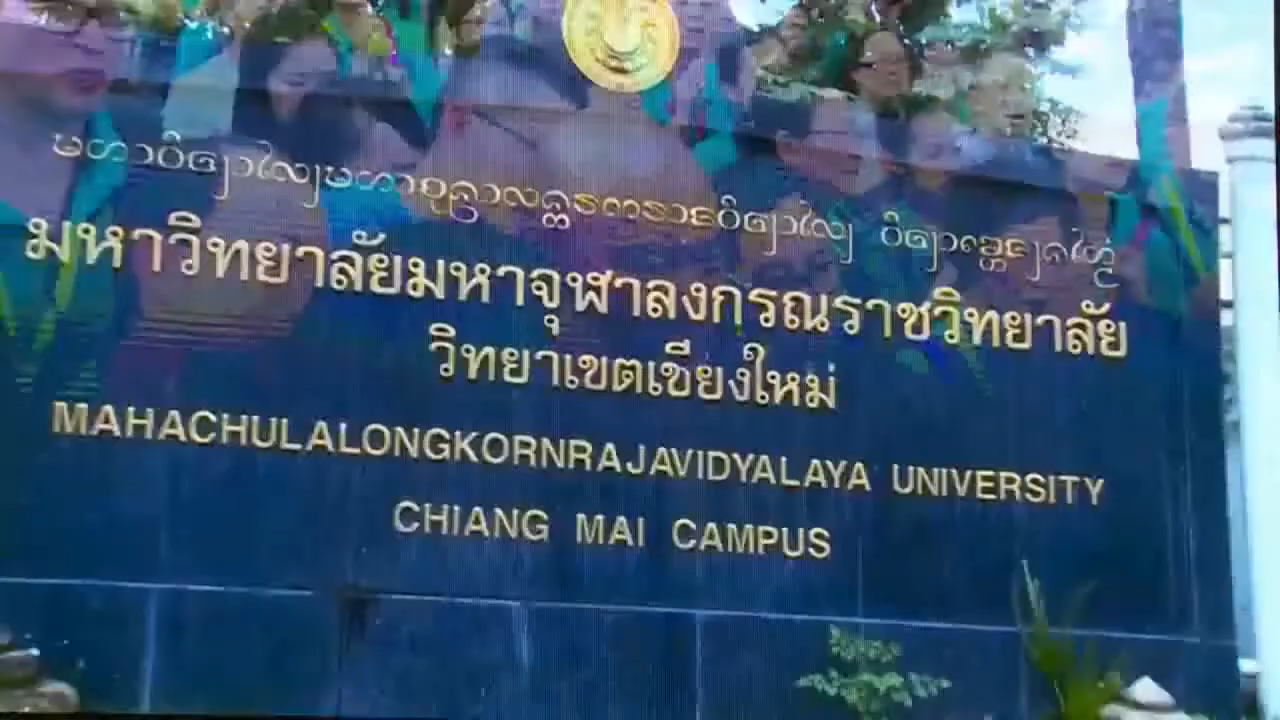 มหาวิทยาลัยมหาจุฬาลงกรณราชวิทยาลัย
วิทยาเขตเชียงใหม่
MAHACHULALONGKORNRAJAVIDYALAYA UNIVERSITY
CHIANG MAI CAMPUS